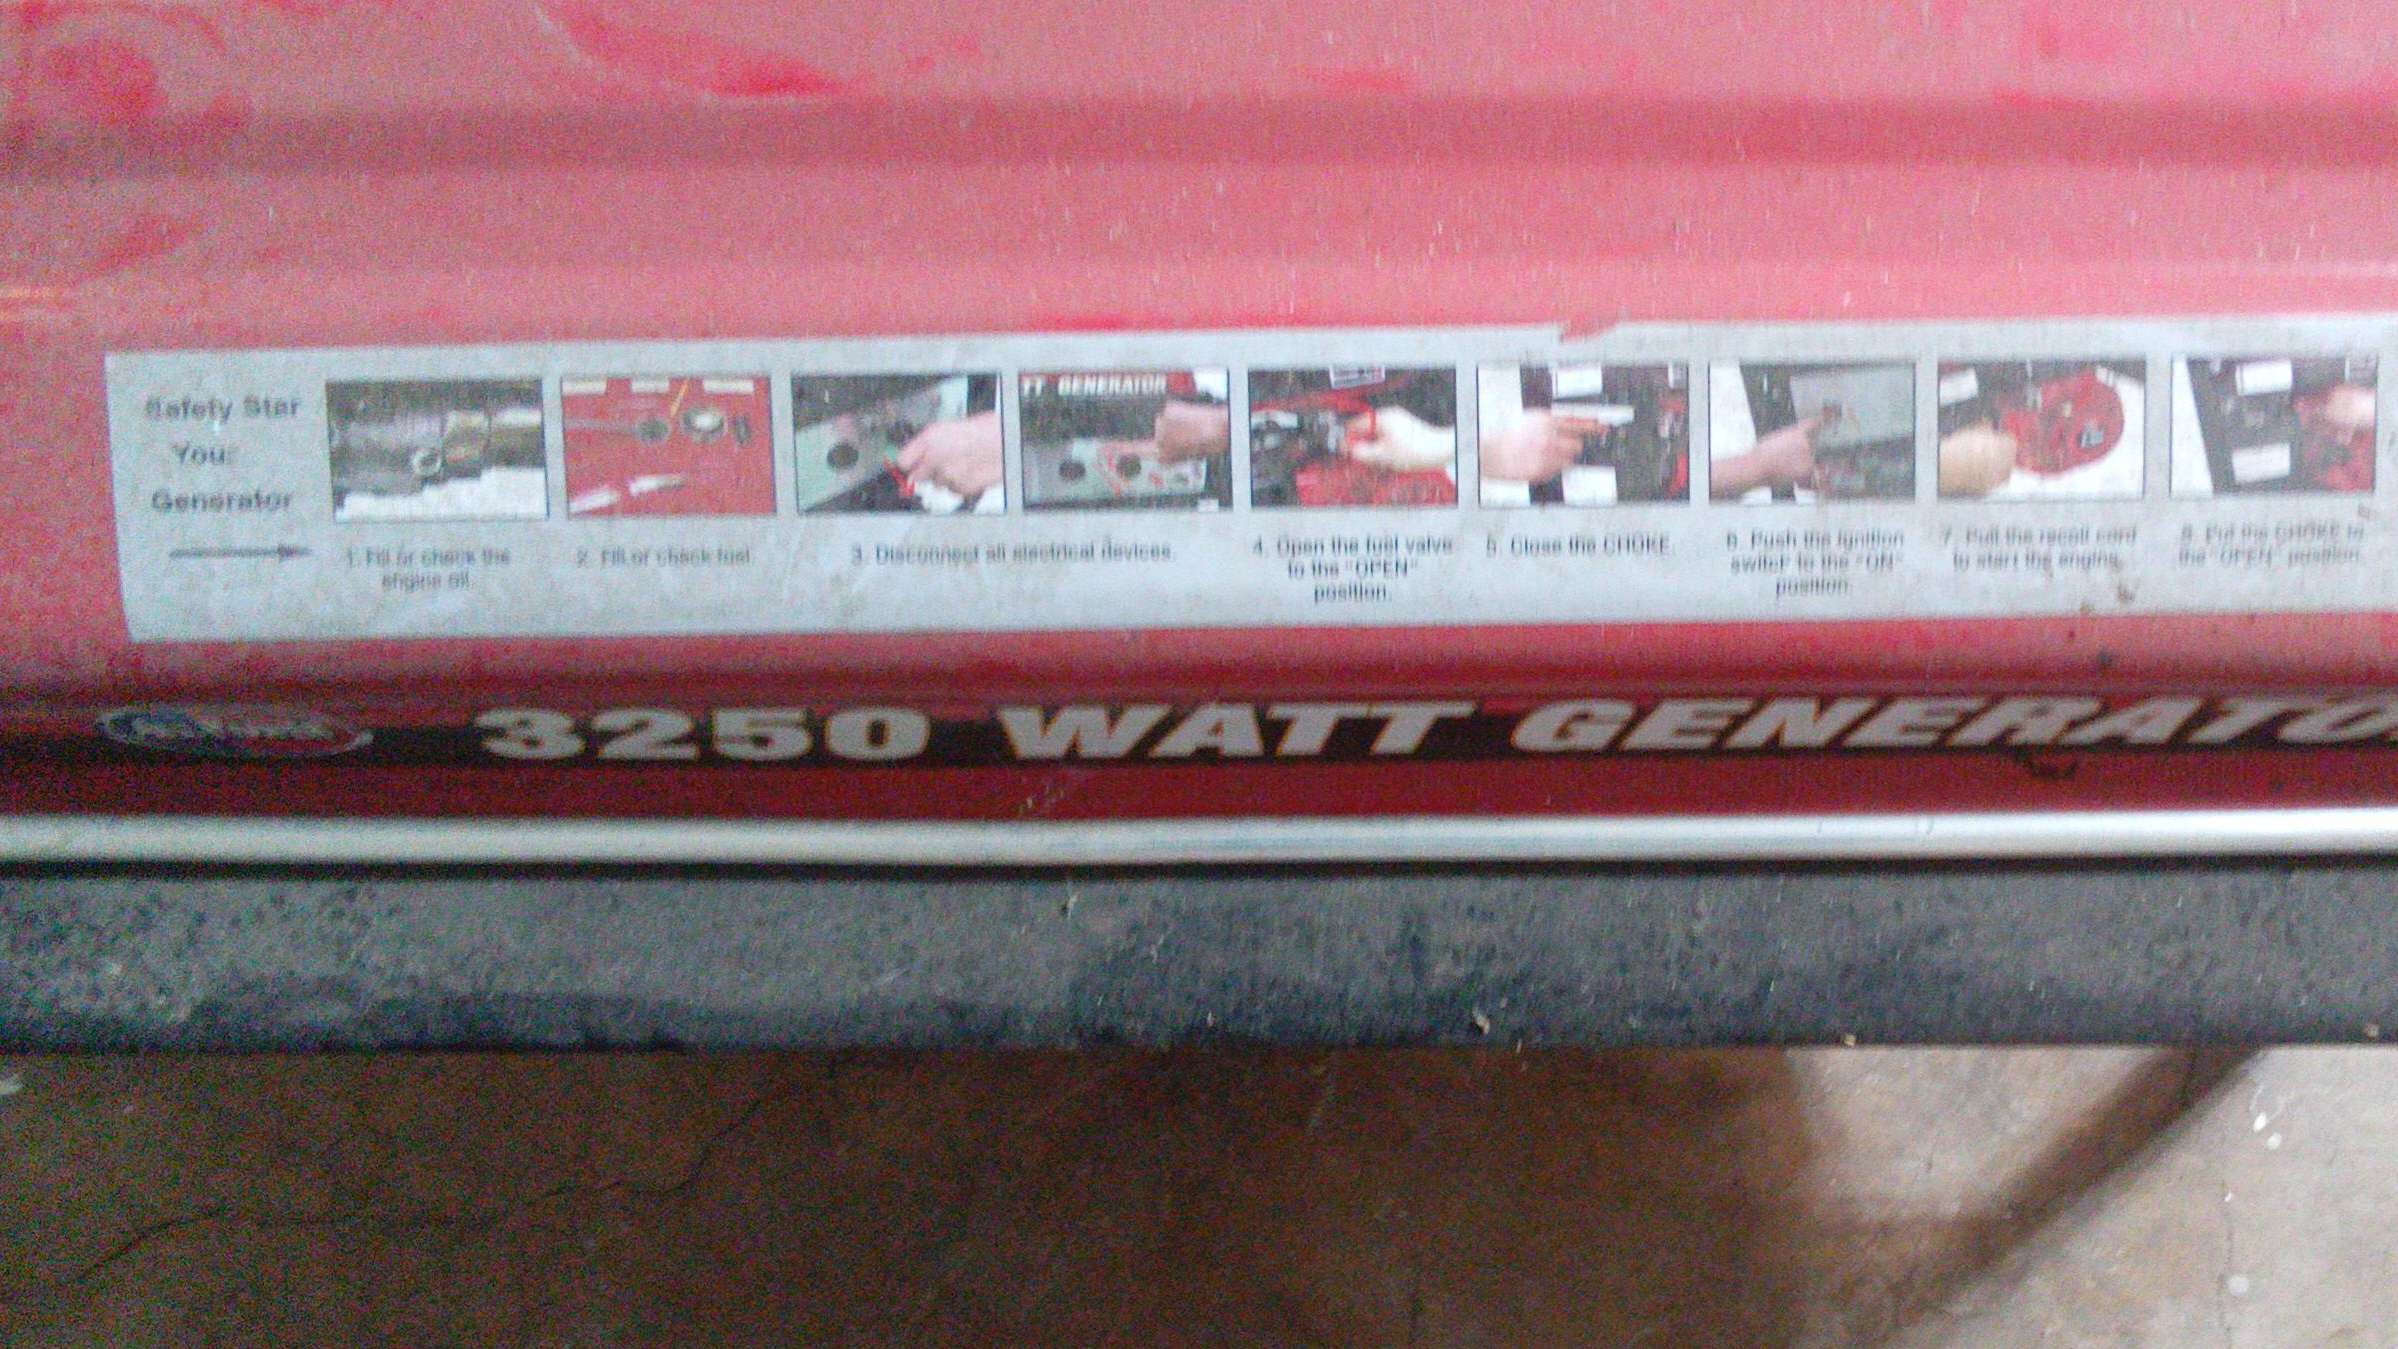 Safely Star
Your
Generator
TT GENERATOR
1. Fill or check the
engine oil.
2. Fill or check fuel
3. Disconnect all electrical devices.
4. Open the fuel valve
to the "OPEN"
position.
5. Close the CHOKE.
6. Push the ignition
switch to the "ON"
position.
7. Pull the recoil cord
to start the engine.
8. Put the CHOKE to
the "OPEN" position.
3250 WATT GENERATO